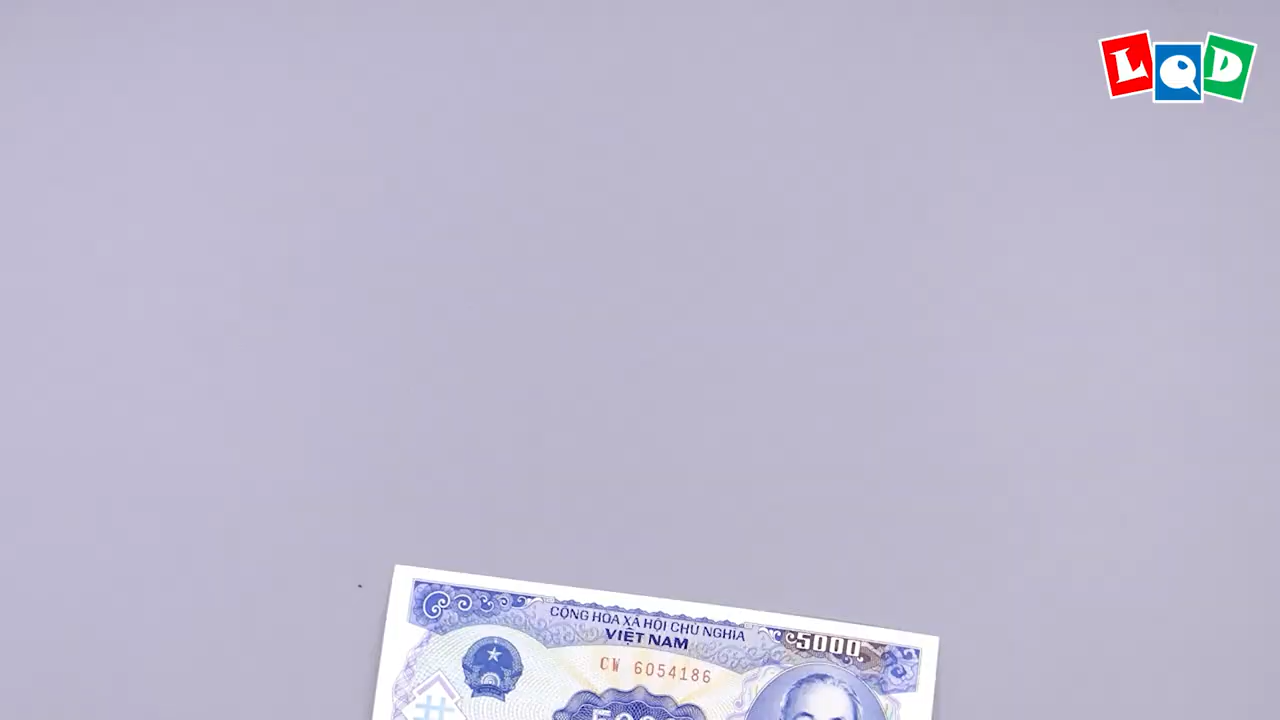 LQD
CỘNG HÒA XÃ HỘI CHỦ NGHĨA
VIỆT NAM
5000
CW 6054186